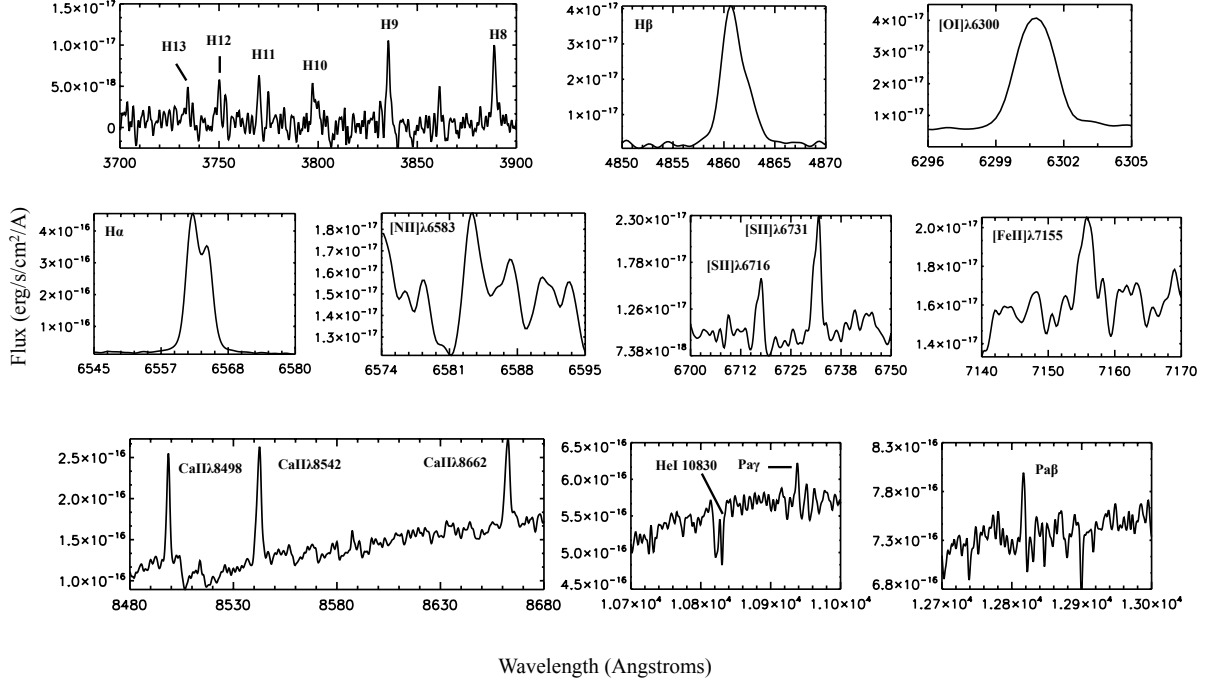 1.5×10⁻¹⁷
1.0×10⁻¹⁷
5.0×10⁻¹⁸
0
H13
H12
H11
H10
H9
H8
3700 3750 3800 3850 3900
4×10⁻¹⁷
3×10⁻¹⁷
2×10⁻¹⁷
1×10⁻¹⁷
Hβ
4850 4855 4860 4865 4870
4×10⁻¹⁷
3×10⁻¹⁷
2×10⁻¹⁷
1×10⁻¹⁷
[OI]λ6300
6296 6299 6302 6305
Flux (erg/s/cm²/A)
4×10⁻¹⁶
3×10⁻¹⁶
2×10⁻¹⁶
1×10⁻¹⁶
Hα
6545 6557 6568 6580
1.8×10⁻¹⁷
1.7×10⁻¹⁷
1.6×10⁻¹⁷
1.5×10⁻¹⁷
1.4×10⁻¹⁷
1.3×10⁻¹⁷
[NII]λ6583
6574 6581 6588 6595
2.30×10⁻¹⁷
1.78×10⁻¹⁷
1.26×10⁻¹⁷
7.38×10⁻¹⁸
[SII]λ6731
[SII]λ6716
6700 6712 6725 6738 6750
2.0×10⁻¹⁷
1.8×10⁻¹⁷
1.6×10⁻¹⁷
1.4×10⁻¹⁷
[FeII]λ7155
7140 7150 7160 7170
2.5×10⁻¹⁶
2.0×10⁻¹⁶
1.5×10⁻¹⁶
1.0×10⁻¹⁶
CaIIλ8498
CaIIλ8542
CaIIλ8662
8480 8530 8580 8630 8680
6.5×10⁻¹⁶
6.0×10⁻¹⁶
5.5×10⁻¹⁶
5.0×10⁻¹⁶
4.5×10⁻¹⁶
HeI 10830
Paγ
1.07×10⁴ 1.08×10⁴ 1.09×10⁴ 1.10×10⁴
8.3×10⁻¹⁶
7.8×10⁻¹⁶
7.3×10⁻¹⁶
6.8×10⁻¹⁶
Paβ
1.27×10⁴ 1.28×10⁴ 1.29×10⁴ 1.30×10⁴
Wavelength (Angstroms)